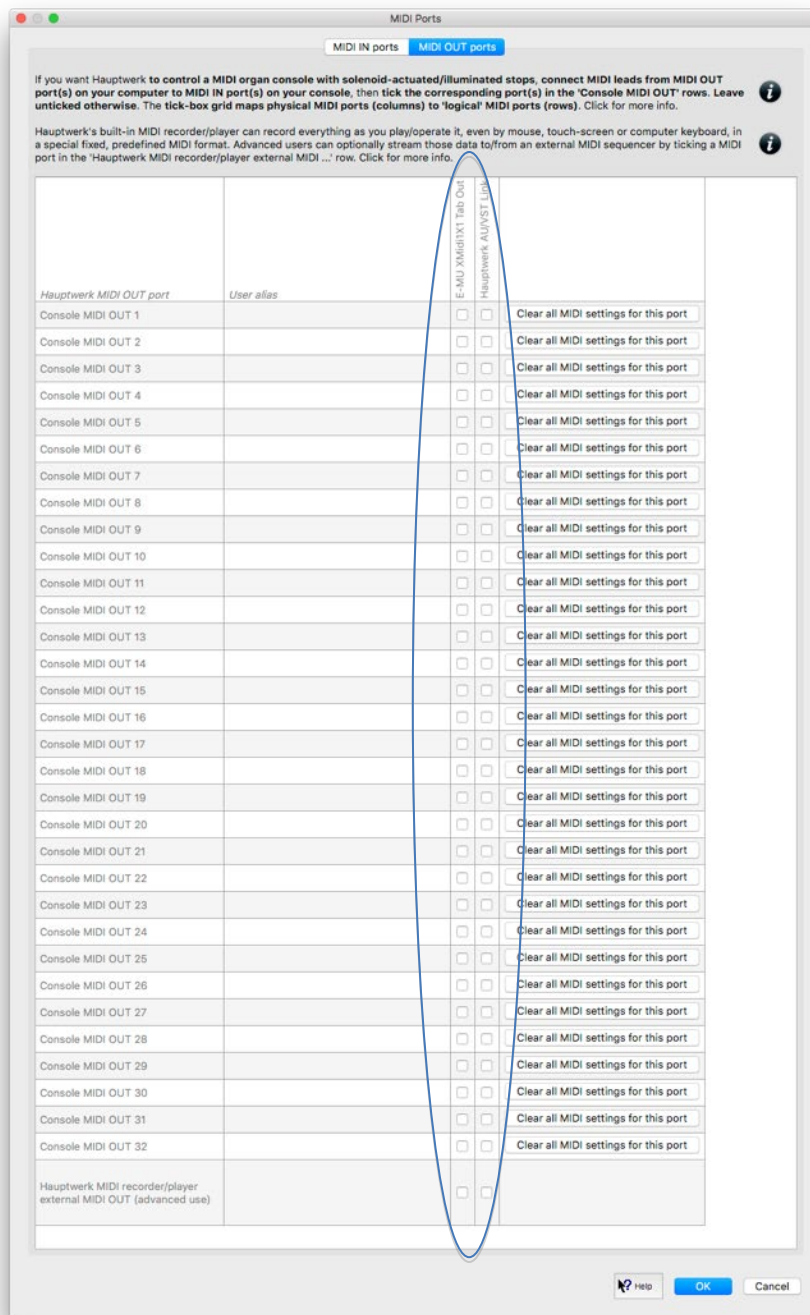 MIDI Ports
MIDI IN ports MIDI OUT ports
If you want Hauptwerk to control a MIDI organ console with solenoid-actuated/illuminated stops, connect MIDI leads from MIDI OUT
port(s) on your computer to MIDI IN port(s) on your console, then tick the corresponding port(s) in the 'Console MIDI OUT' rows. Leave
unticked otherwise. The tick-box grid maps physical MIDI ports (columns) to 'logical' MIDI ports (rows). Click for more info.
Hauptwerk's built-in MIDI recorder/player can record everything as you play/operate it, even by mouse, touch-screen or computer keyboard, in
a special fixed, predefined MIDI format. Advanced users can optionally stream those data to/from an external MIDI sequencer by ticking a MIDI
port in the 'Hauptwerk MIDI recorder/player external MIDI ...' row. Click for more info.
Hauptwerk MIDI OUT port User alias E-MU XMidi1X1 Tab Out Hauptwerk AU/VST Link
Console MIDI OUT 1 Clear all MIDI settings for this port
Console MIDI OUT 2 Clear all MIDI settings for this port
Console MIDI OUT 3 Clear all MIDI settings for this port
Console MIDI OUT 4 Clear all MIDI settings for this port
Console MIDI OUT 5 Clear all MIDI settings for this port
Console MIDI OUT 6 Clear all MIDI settings for this port
Console MIDI OUT 7 Clear all MIDI settings for this port
Console MIDI OUT 8 Clear all MIDI settings for this port
Console MIDI OUT 9 Clear all MIDI settings for this port
Console MIDI OUT 10 Clear all MIDI settings for this port
Console MIDI OUT 11 Clear all MIDI settings for this port
Console MIDI OUT 12 Clear all MIDI settings for this port
Console MIDI OUT 13 Clear all MIDI settings for this port
Console MIDI OUT 14 Clear all MIDI settings for this port
Console MIDI OUT 15 Clear all MIDI settings for this port
Console MIDI OUT 16 Clear all MIDI settings for this port
Console MIDI OUT 17 Clear all MIDI settings for this port
Console MIDI OUT 18 Clear all MIDI settings for this port
Console MIDI OUT 19 Clear all MIDI settings for this port
Console MIDI OUT 20 Clear all MIDI settings for this port
Console MIDI OUT 21 Clear all MIDI settings for this port
Console MIDI OUT 22 Clear all MIDI settings for this port
Console MIDI OUT 23 Clear all MIDI settings for this port
Console MIDI OUT 24 Clear all MIDI settings for this port
Console MIDI OUT 25 Clear all MIDI settings for this port
Console MIDI OUT 26 Clear all MIDI settings for this port
Console MIDI OUT 27 Clear all MIDI settings for this port
Console MIDI OUT 28 Clear all MIDI settings for this port
Console MIDI OUT 29 Clear all MIDI settings for this port
Console MIDI OUT 30 Clear all MIDI settings for this port
Console MIDI OUT 31 Clear all MIDI settings for this port
Console MIDI OUT 32 Clear all MIDI settings for this port
Hauptwerk MIDI recorder/player
external MIDI OUT (advanced use)
Help OK Cancel